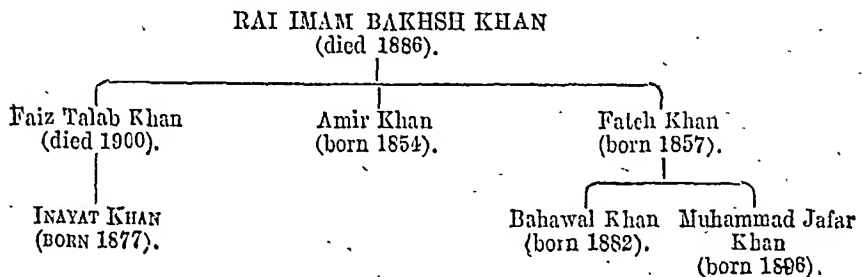 RAI IMAM BAKHSH KHAN
(died 1886).
Faiz Talab Khan
(died 1900).
Amir Khan
(born 1854).
Fateh Khan
(born 1857).
INAYAT KHAN
(BORN 1877).
Bahawal Khan
(born 1882).
Muhammad Jafar
Khan
(born 1896).